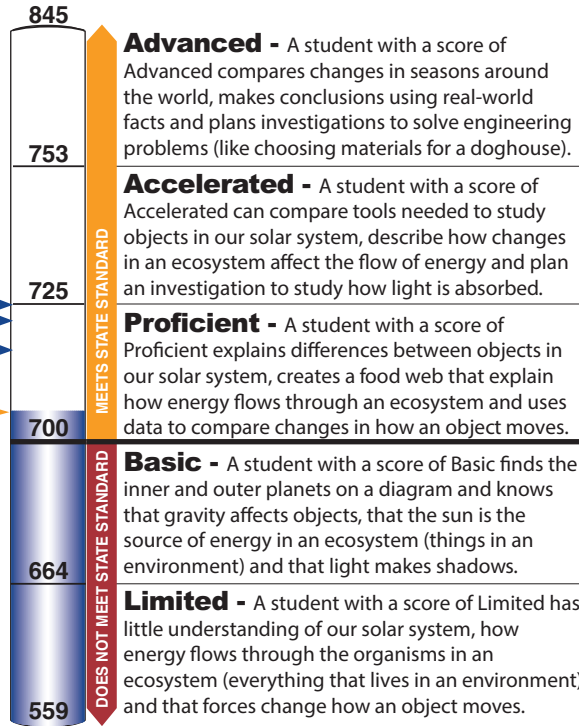 845
Advanced - A student with a score of
Advanced compares changes in seasons around
the world, makes conclusions using real-world
facts and plans investigations to solve engineering
problems (like choosing materials for a doghouse).
753
Accelerated - A student with a score of
Accelerated can compare tools needed to study
objects in our solar system, describe how changes
in an ecosystem affect the flow of energy and plan
an investigation to study how light is absorbed.
725
MEETS STATE STANDARD
Proficient - A student with a score of
Proficient explains differences between objects in
our solar system, creates a food web that explain
how energy flows through an ecosystem and uses
data to compare changes in how an object moves.
700
Basic - A student with a score of Basic finds the
inner and outer planets on a diagram and knows
that gravity affects objects, that the sun is the
source of energy in an ecosystem (things in an
environment) and that light makes shadows.
664
DOES NOT MEET STATE STANDARD
Limited - A student with a score of Limited has
little understanding of our solar system, how
energy flows through the organisms in an
ecosystem (everything that lives in an environment)
and that forces change how an object moves.
559